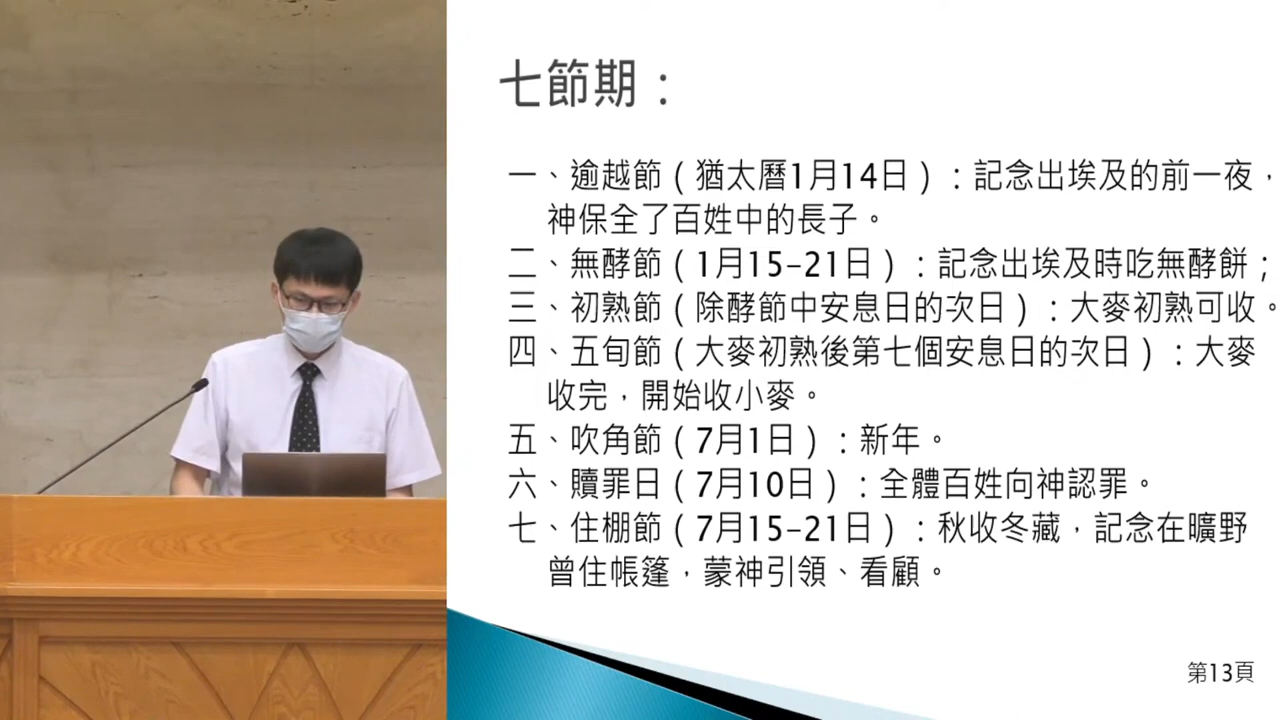 七節期：
一、逾越節（猶太曆1月14日）：記念出埃及的前一夜，
神保全了百姓中的長子。
二、無酵節（1月15-21日）：記念出埃及時吃無酵餅；
三、初熟節（除酵節中安息日的次日）：大麥初熟可收。
四、五旬節（大麥初熟後第七個安息日的次日）：大麥
收完，開始收小麥。
五、吹角節（7月1日）：新年。
六、贖罪日（7月10日）：全體百姓向神認罪。
七、住棚節（7月15-21日）：秋收冬藏，記念在曠野
曾住帳篷，蒙神引領、看顧。
第13頁